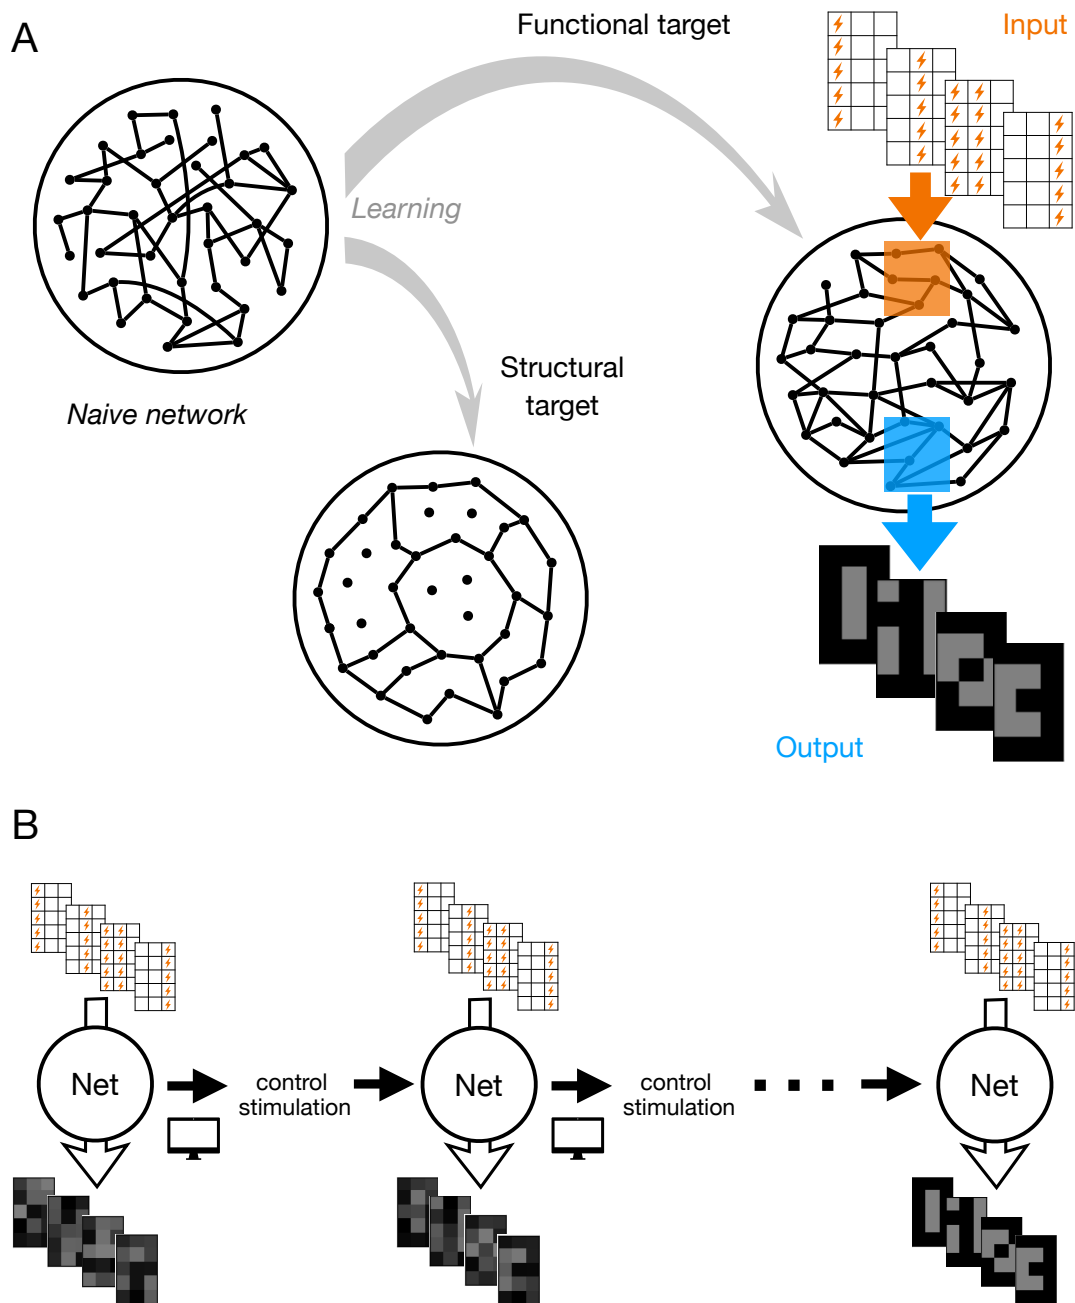 A
Functional target
Input
Learning
Naive network
Structural
target
Output
B
Net
control
stimulation
Net
control
stimulation
Net